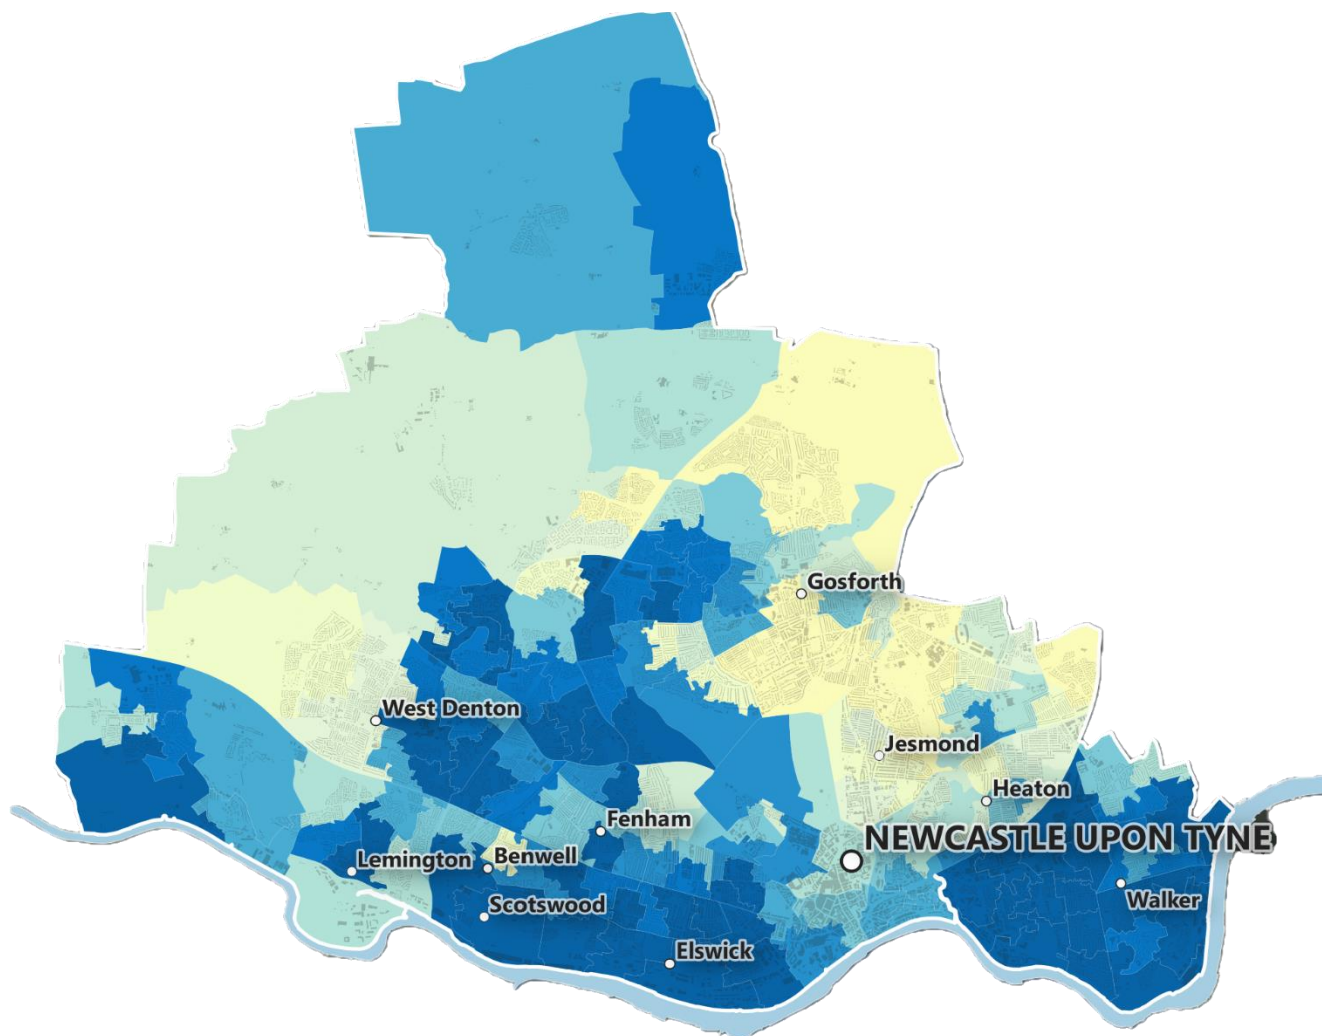 Gosforth
West Denton
Jesmond
Heaton
Fenham
NEWCASTLE UPON TYNE
Lemington
Benwell
Walker
Scotswood
Elswick